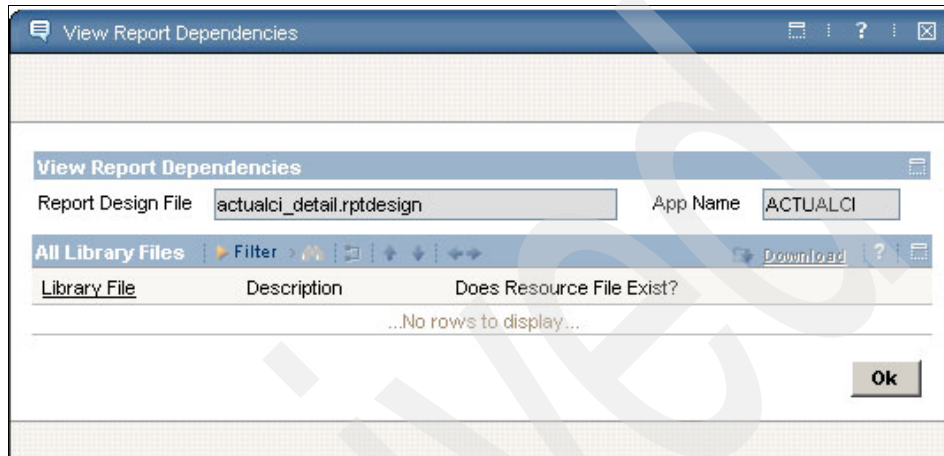 View Report Dependencies ?
View Report Dependencies
Report Design File actualci_detail.rptdesign App Name ACTUALCI
All Library Files Filter Download ?
Library File Description Does Resource File Exist?
...No rows to display...
Ok